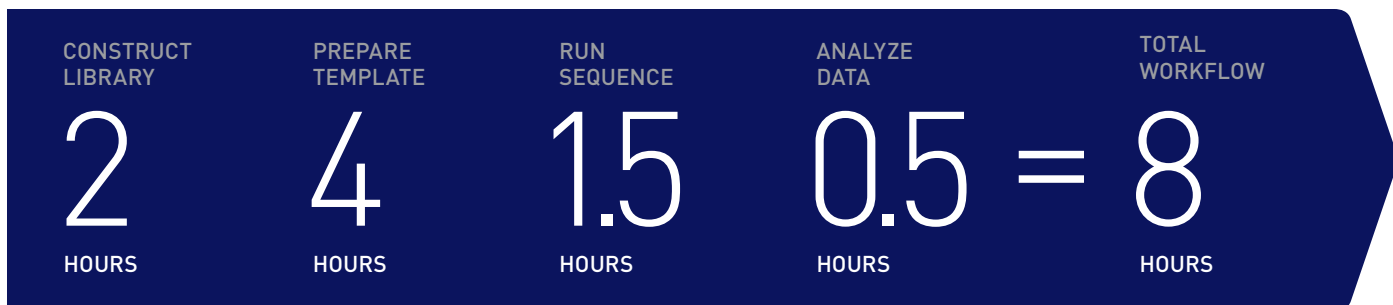 CONSTRUCT
LIBRARY
2
HOURS
PREPARE
TEMPLATE
4
HOURS
RUN
SEQUENCE
1.5
HOURS
ANALYZE
DATA
0.5
HOURS
=
TOTAL
WORKFLOW
8
HOURS